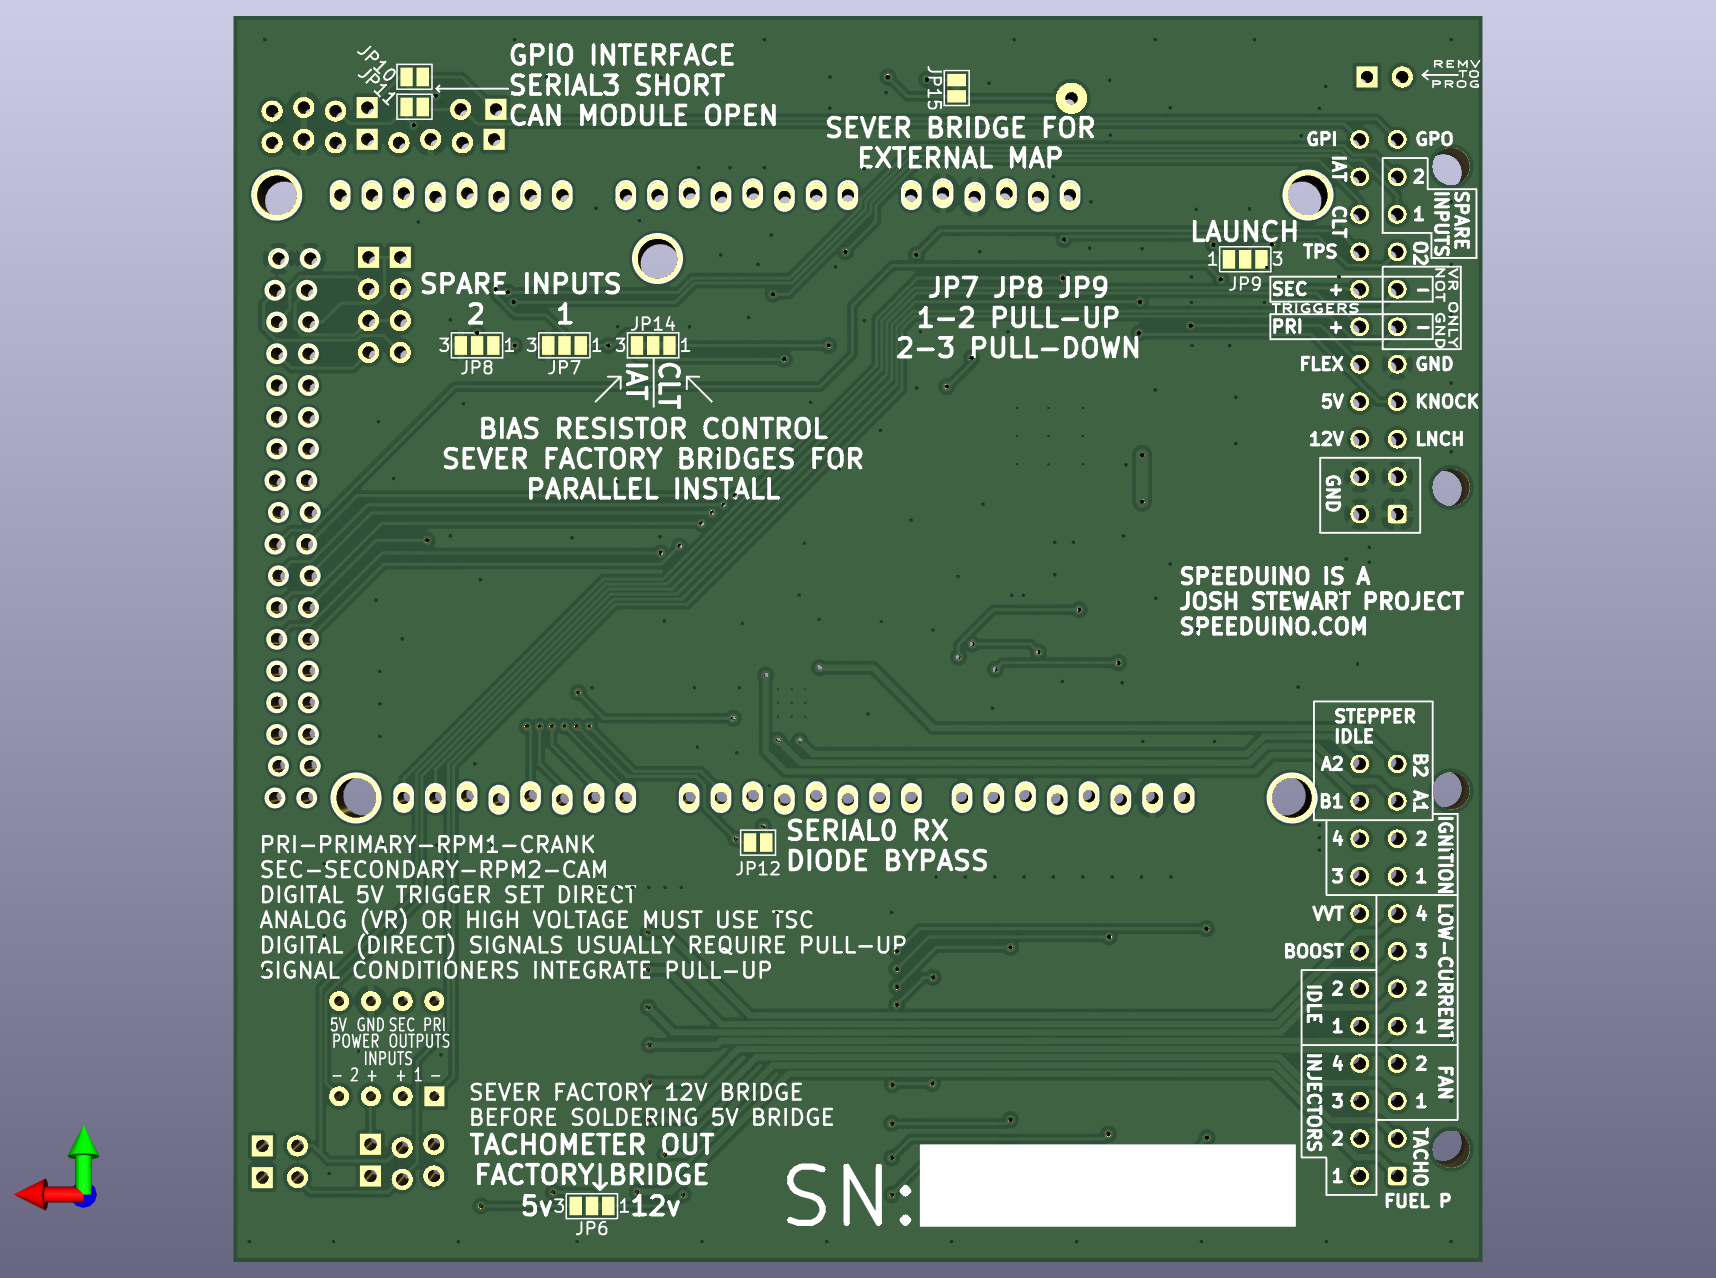 JP10
JP11
GPIO INTERFACE
SERIAL3 SHORT
CAN MODULE OPEN
JP15
SEVER BRIDGE FOR
EXTERNAL MAP
REMV
TO
PROG
GPI
GPO
IAT
2
CLT
1
SPARE
INPUTS
TPS
O2
LAUNCH
1
3
JP9
SPARE INPUTS
2
1
3
1
JP8
3
1
JP7
JP14
3
1
IAT
CLT
JP7 JP8 JP9
1-2 PULL-UP
2-3 PULL-DOWN
SEC +
-
TRIGGERS
PRI +
-
VR ONLY
NOT GND
FLEX
GND
5V
KNOCK
12V
LNCH
GND
BIAS RESISTOR CONTROL
SEVER FACTORY BRIDGES FOR
PARALLEL INSTALL
SPEEDUINO IS A
JOSH STEWART PROJECT
SPEEDUINO.COM
STEPPER
IDLE
A2
B2
B1
A1
4
2
3
1
IGNITION
VVT
4
BOOST
3
2
2
1
1
IDLE
LOW-CURRENT
4
2
3
1
FAN
2
1
INJECTORS
TACHO
FUEL P
JP12
SERIAL0 RX
DIODE BYPASS
PRI-PRIMARY-RPM1-CRANK
SEC-SECONDARY-RPM2-CAM
DIGITAL 5V TRIGGER SET DIRECT
ANALOG (VR) OR HIGH VOLTAGE MUST USE TSC
DIGITAL (DIRECT) SIGNALS USUALLY REQUIRE PULL-UP
SIGNAL CONDITIONERS INTEGRATE PULL-UP
5V GND SEC PRI
POWER OUTPUTS
INPUTS
- 2 + + 1 -
SEVER FACTORY 12V BRIDGE
BEFORE SOLDERING 5V BRIDGE
TACHOMETER OUT
FACTORY BRIDGE
5v 3
1 12v
JP6
SN: